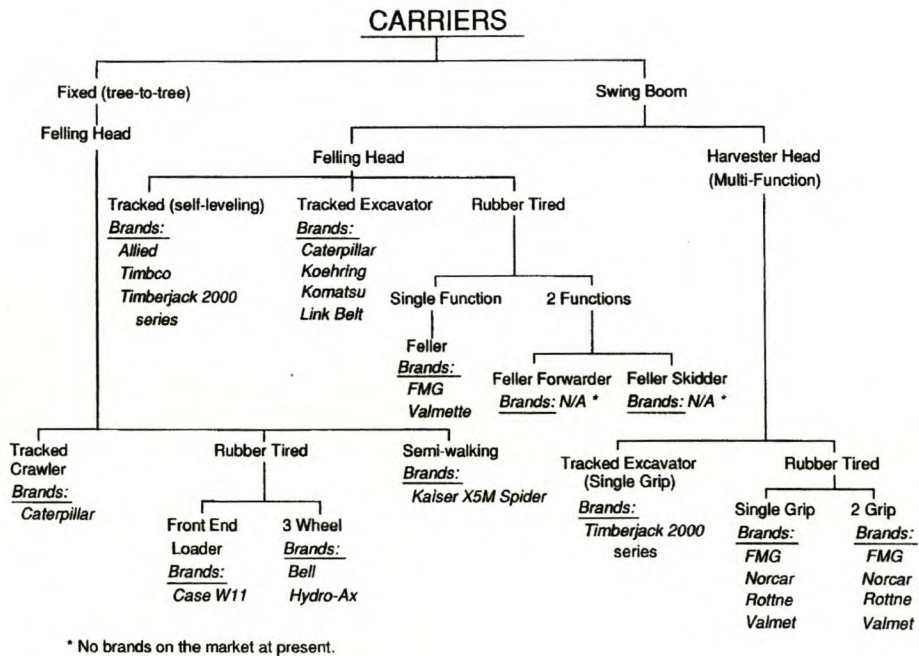 CARRIERS
Fixed (tree-to-tree)
Felling Head
Swing Boom
Felling Head
Harvester Head
(Multi-Function)
Tracked (self-leveling)
Brands:
Allied
Timbco
Timberjack 2000
series
Tracked Excavator
Brands:
Caterpillar
Koehring
Komatsu
Link Belt
Rubber Tired
Single Function
2 Functions
Feller
Brands:
FMG
Valmette
Feller Forwarder
Brands: N/A *
Feller Skidder
Brands: N/A *
Tracked
Crawler
Brands:
Caterpillar
Rubber Tired
Front End
Loader
Brands:
Case W11
3 Wheel
Brands:
Bell
Hydro-Ax
Semi-walking
Brands:
Kaiser X5M Spider
Tracked Excavator
(Single Grip)
Brands:
Timberjack 2000
series
Rubber Tired
Single Grip
Brands:
FMG
Norcar
Rottne
Valmet
2 Grip
Brands:
FMG
Norcar
Rottne
Valmet
* No brands on the market at present.